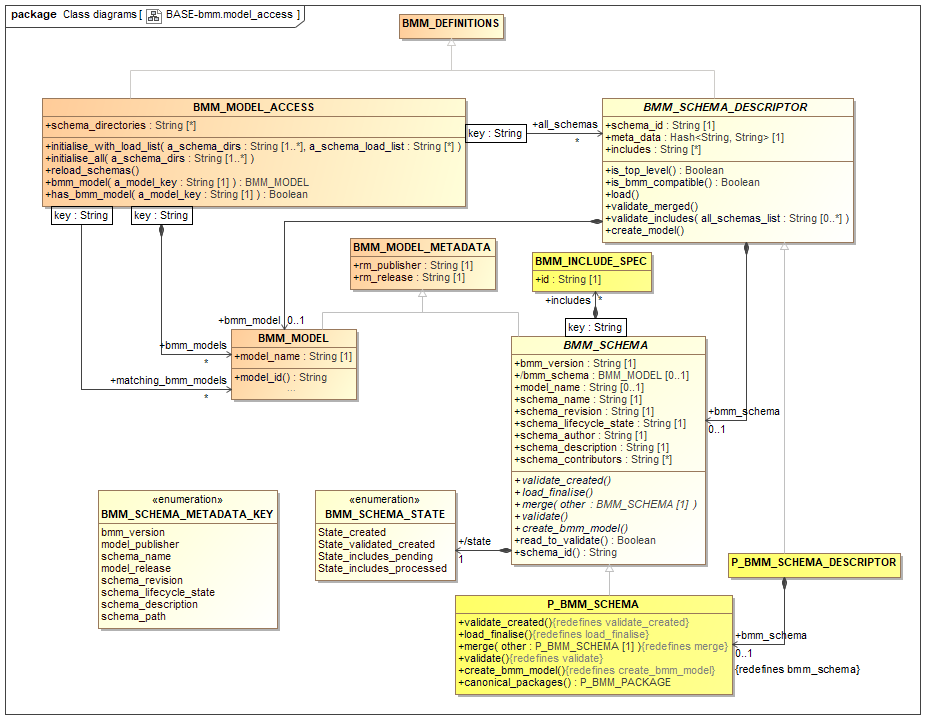 package Class diagrams [ BASE-bmm.model_access ]
BMM_DEFINITIONS
BMM_MODEL_ACCESS
+schema_directories : String [*]
+initialise_with_load_list( a_schema_dirs : String [1..*], a_schema_load_list : String [*] )
+initialise_all( a_schema_dirs : String [1..*] )
+reload_schemas()
+bmm_model( a_model_key : String [1] ) : BMM_MODEL
+has_bmm_model( a_model_key : String [1] ) : Boolean
key : String
+all_schemas
*
BMM_SCHEMA_DESCRIPTOR
+schema_id : String [1]
+meta_data : Hash<String, String> [1]
+includes : String [*]
+is_top_level() : Boolean
+is_bmm_compatible() : Boolean
+load()
+validate_merged()
+validate_includes( all_schemas_list : String [0..*] )
+create_model()
key : String
key : String
BMM_MODEL_METADATA
+rm_publisher : String [1]
+rm_release : String [1]
BMM_INCLUDE_SPEC
+id : String [1]
+includes
*
key : String
+bmm_model
0..1
+bmm_models
*
+matching_bmm_models
*
BMM_MODEL
+model_name : String [1]
+model_id() : String
...
BMM_SCHEMA
+bmm_version : String [1]
+/bmm_schema : BMM_MODEL [0..1]
+model_name : String [0..1]
+schema_name : String [1]
+schema_revision : String [1]
+schema_lifecycle_state : String [1]
+schema_author : String [1]
+schema_description : String [1]
+schema_contributors : String [*]
+validate_created()
+load_finalise()
+merge( other : BMM_SCHEMA [1] )
+validate()
+create_bmm_model()
+read_to_validate() : Boolean
+schema_id() : String
+bmm_schema
0..1
«enumeration»
BMM_SCHEMA_METADATA_KEY
bmm_version
model_publisher
schema_name
model_release
schema_revision
schema_lifecycle_state
schema_description
schema_path
«enumeration»
BMM_SCHEMA_STATE
State_created
State_validated_created
State_includes_pending
State_includes_processed
+/state
1
P_BMM_SCHEMA_DESCRIPTOR
P_BMM_SCHEMA
+validate_created(){redefines validate_created}
+load_finalise(){redefines load_finalise}
+merge( other : P_BMM_SCHEMA [1] ){redefines merge}
+validate(){redefines validate}
+create_bmm_model(){redefines create_bmm_model}
+canonical_packages() : P_BMM_PACKAGE
+bmm_schema
0..1
{redefines bmm_schema}